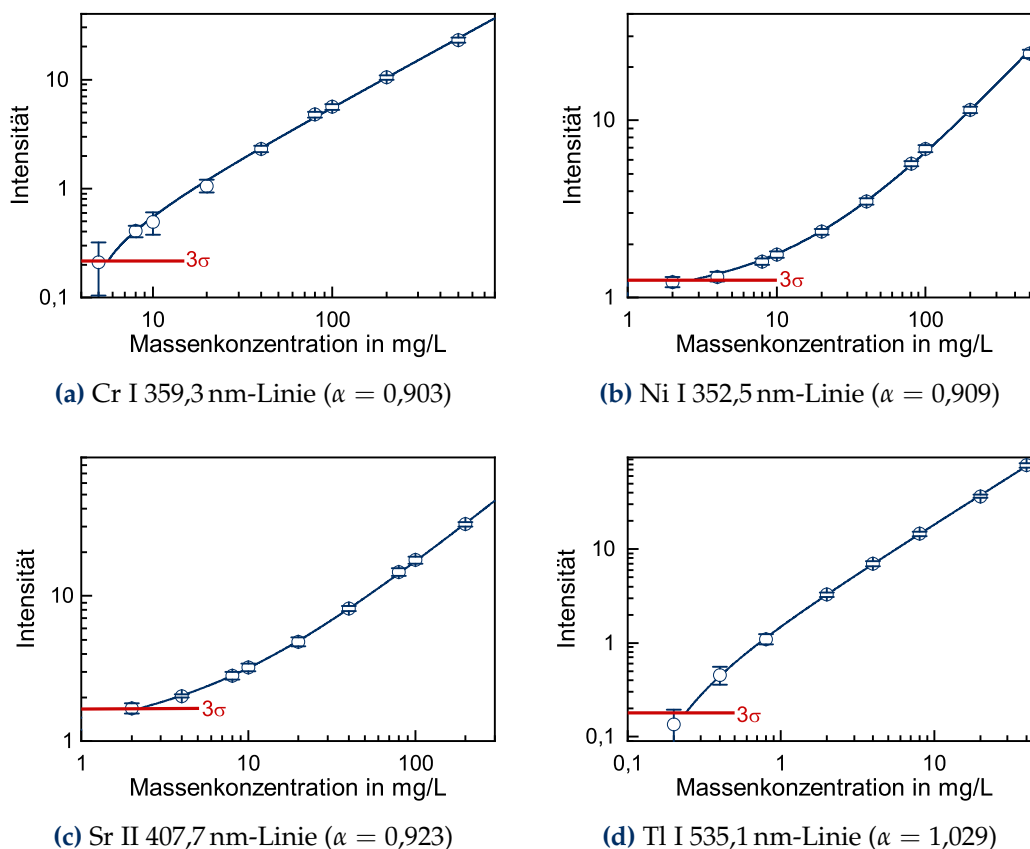 Intensität
10
1
0,1
3σ
10
100
Massenkonzentration in mg/L
(a) Cr I 359,3 nm-Linie (α = 0,903)
Intensität
10
1
3σ
1
10
100
Massenkonzentration in mg/L
(b) Ni I 352,5 nm-Linie (α = 0,909)
Intensität
10
1
3σ
1
10
100
Massenkonzentration in mg/L
(c) Sr II 407,7 nm-Linie (α = 0,923)
Intensität
10
1
0,1
3σ
0,1
1
10
Massenkonzentration in mg/L
(d) Tl I 535,1 nm-Linie (α = 1,029)